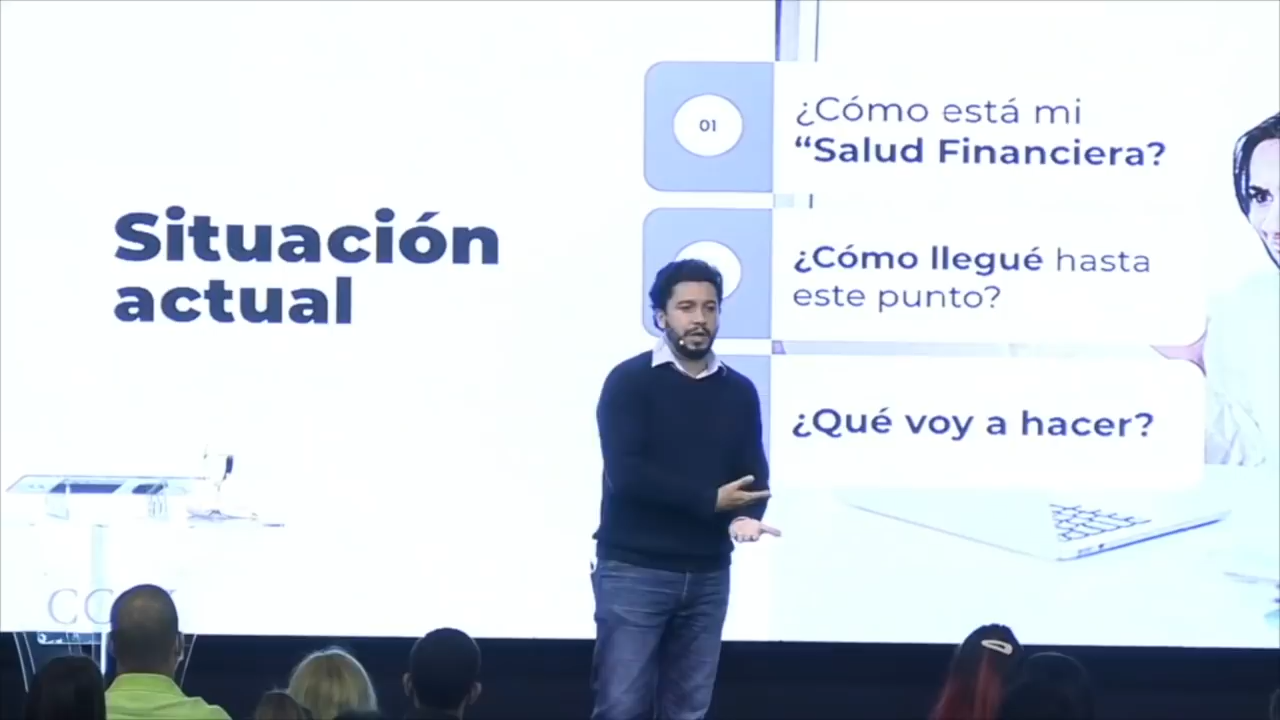 Situación
actual
01
¿Cómo está mi
“Salud Financiera?
¿Cómo llegué hasta
este punto?
¿Qué voy a hacer?